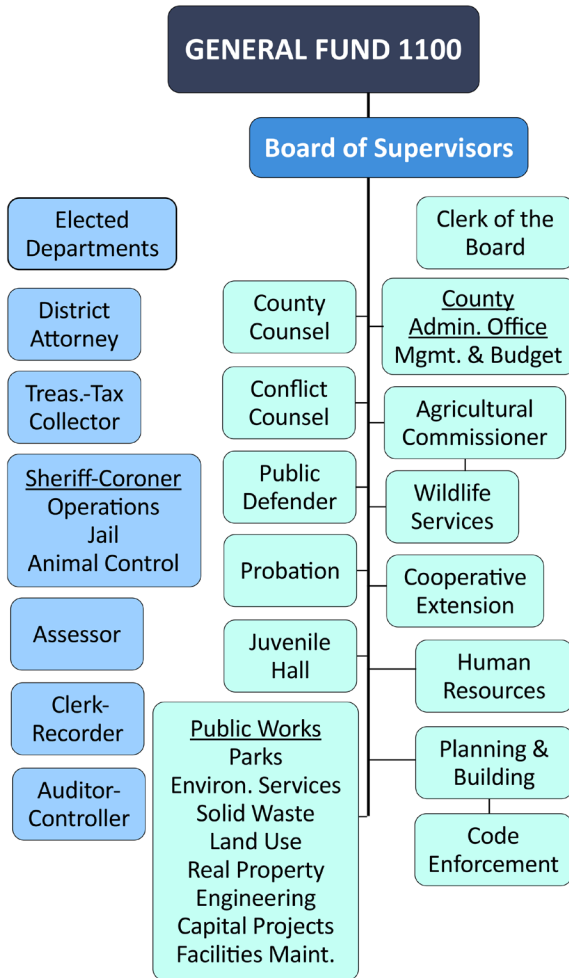 GENERAL FUND 1100
Board of Supervisors
Elected
Departments
District
Attorney
Treas.-Tax
Collector
Sheriff-Coroner
Operations
Jail
Animal Control
Assessor
Clerk-
Recorder
Auditor-
Controller
County
Counsel
Conflict
Counsel
Public
Defender
Probation
Juvenile
Hall
Public Works
Parks
Environ. Services
Solid Waste
Land Use
Real Property
Engineering
Capital Projects
Facilities Maint.
Clerk of the
Board
County
Admin. Office
Mgmt. & Budget
Agricultural
Commissioner
Wildlife
Services
Cooperative
Extension
Human
Resources
Planning &
Building
Code
Enforcement